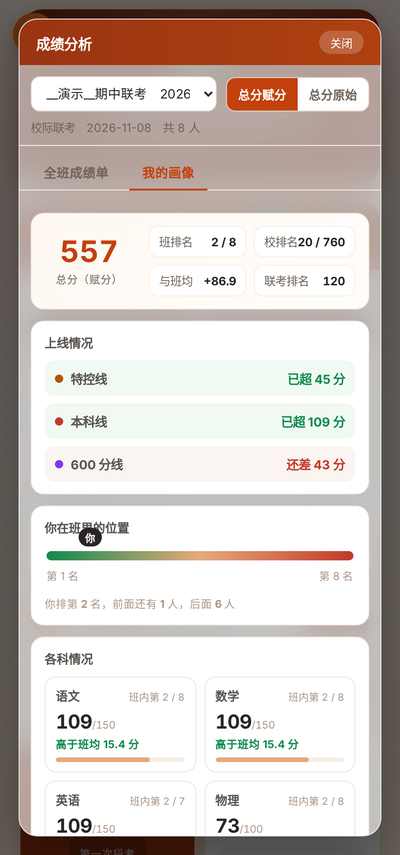 成绩分析
关闭
__演示__期中联考 2026
总分赋分
总分原始
校际联考 2026-11-08 共 8 人
全班成绩单
我的画像
557
总分（赋分）
班排名 2 / 8
校排名 20 / 760
与班均 +86.9
联考排名 120
上线情况
特控线 已超 45 分
本科线 已超 109 分
600 分线 还差 43 分
你在班里的位置
你
第 1 名
第 8 名
你排第 2 名，前面还有 1 人，后面 6 人
各科情况
语文 班内第 2 / 8
109/150
高于班均 15.4 分
数学 班内第 2 / 8
109/150
高于班均 15.4 分
英语 班内第 2 / 7
109/150
物理 班内第 2 / 8
73/100
第一次段考